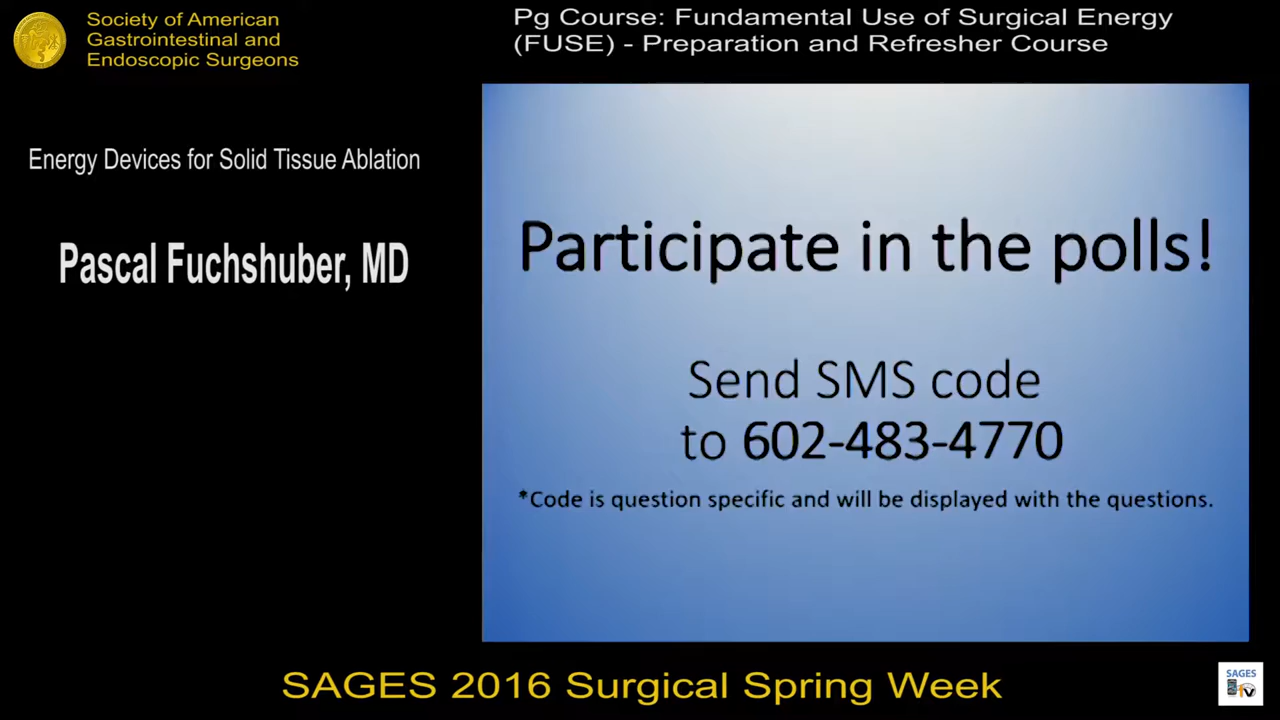 Society of American
Gastrointestinal and
Endoscopic Surgeons
Pg Course: Fundamental Use of Surgical Energy
(FUSE) - Preparation and Refresher Course
Energy Devices for Solid Tissue Ablation
Pascal Fuchshuber, MD
Participate in the polls!
Send SMS code
to 602-483-4770
*Code is question specific and will be displayed with the questions.
SAGES 2016 Surgical Spring Week
SAGES
TV